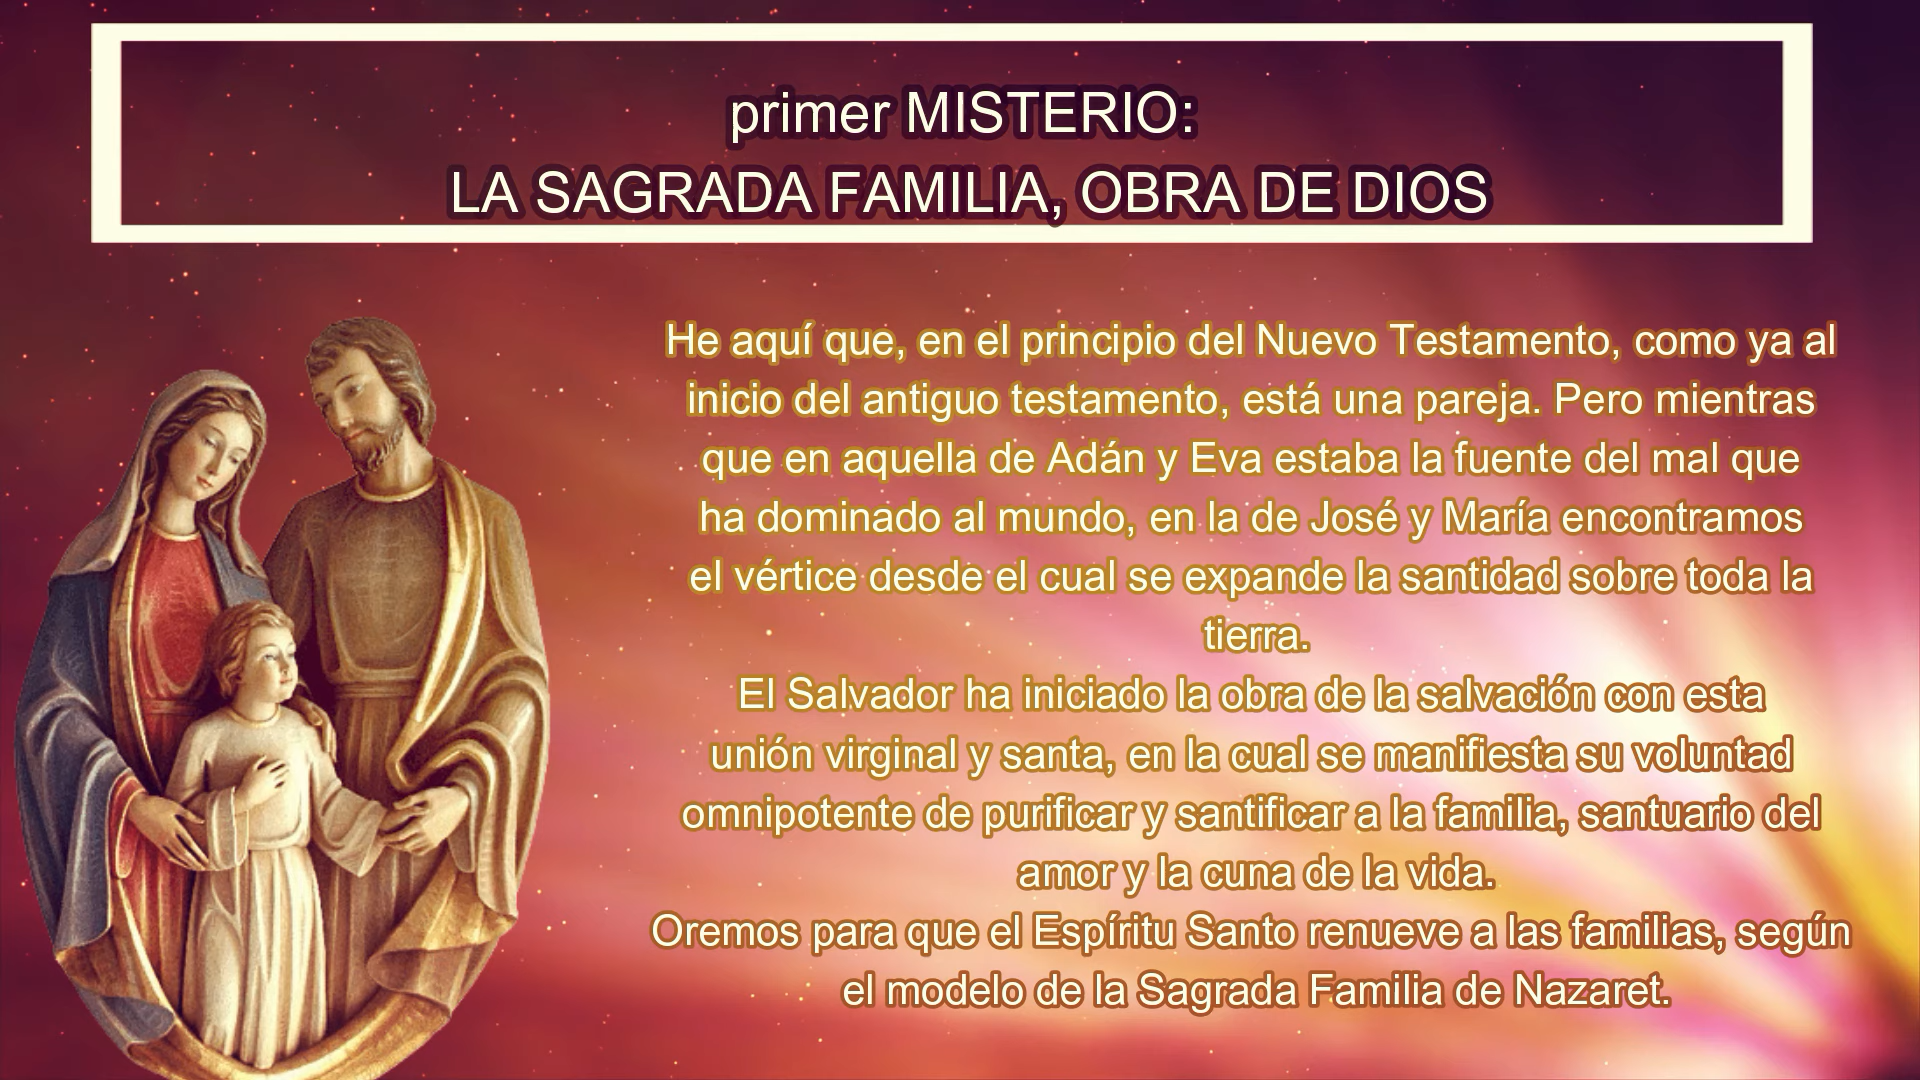 primer MISTERIO:
LA SAGRADA FAMILIA, OBRA DE DIOS
He aquí que, en el principio del Nuevo Testamento, como ya al
inicio del antiguo testamento, está una pareja. Pero mientras
que en aquella de Adán y Eva estaba la fuente del mal que
ha dominado al mundo, en la de José y María encontramos
el vértice desde el cual se expande la santidad sobre toda la
tierra.
El Salvador ha iniciado la obra de la salvación con esta
unión virginal y santa, en la cual se manifiesta su voluntad
omnipotente de purificar y santificar a la familia, santuario del
amor y la cuna de la vida.
Oremos para que el Espíritu Santo renueve a las familias, según
el modelo de la Sagrada Familia de Nazaret.